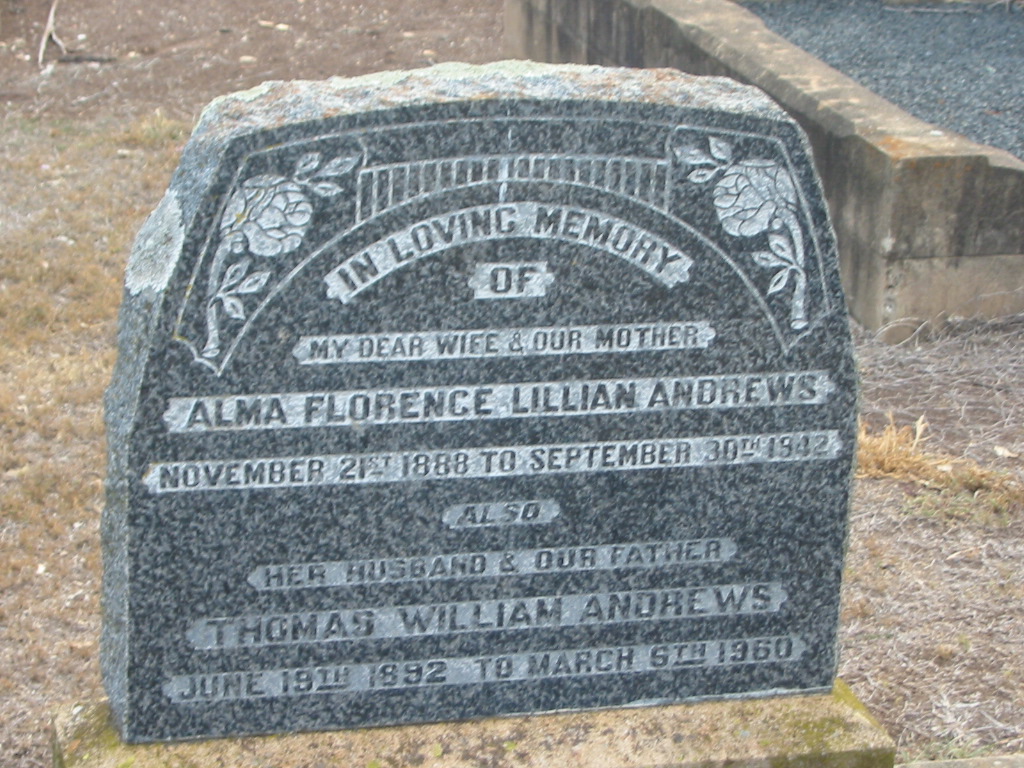 IN LOVING MEMORY
OF
MY DEAR WIFE & OUR MOTHER
ALMA FLORENCE LILLIAN ANDREWS
NOVEMBER 21ST 1888 TO SEPTEMBER 30TH 1942
ALSO
HER HUSBAND & OUR FATHER
THOMAS WILLIAM ANDREWS
JUNE 19TH 1892 TO MARCH 6TH 1960